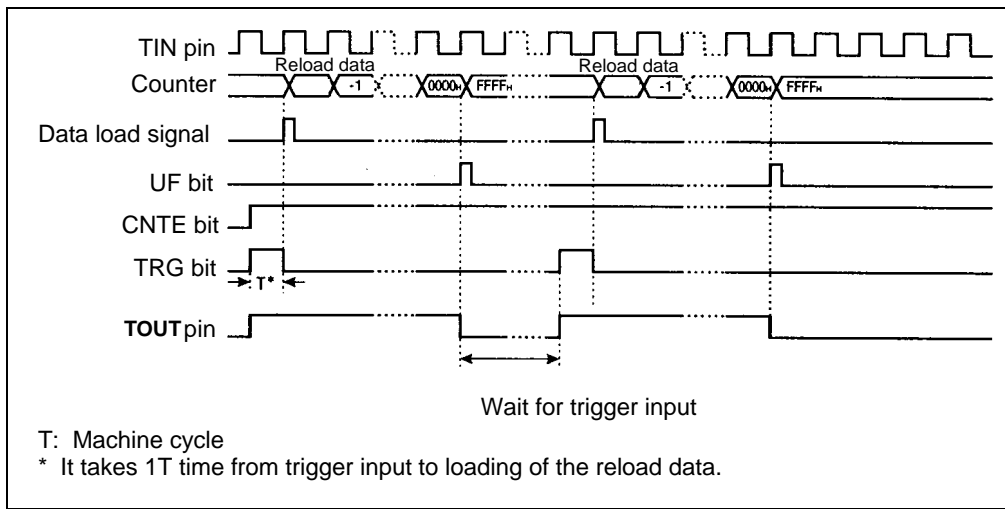 TIN pin
Reload data Reload data
Counter -1 0000H FFFFH -1 0000H FFFFH
Data load signal
UF bit
CNTE bit
TRG bit
T*
TOUT pin
Wait for trigger input
T: Machine cycle
* It takes 1T time from trigger input to loading of the reload data.